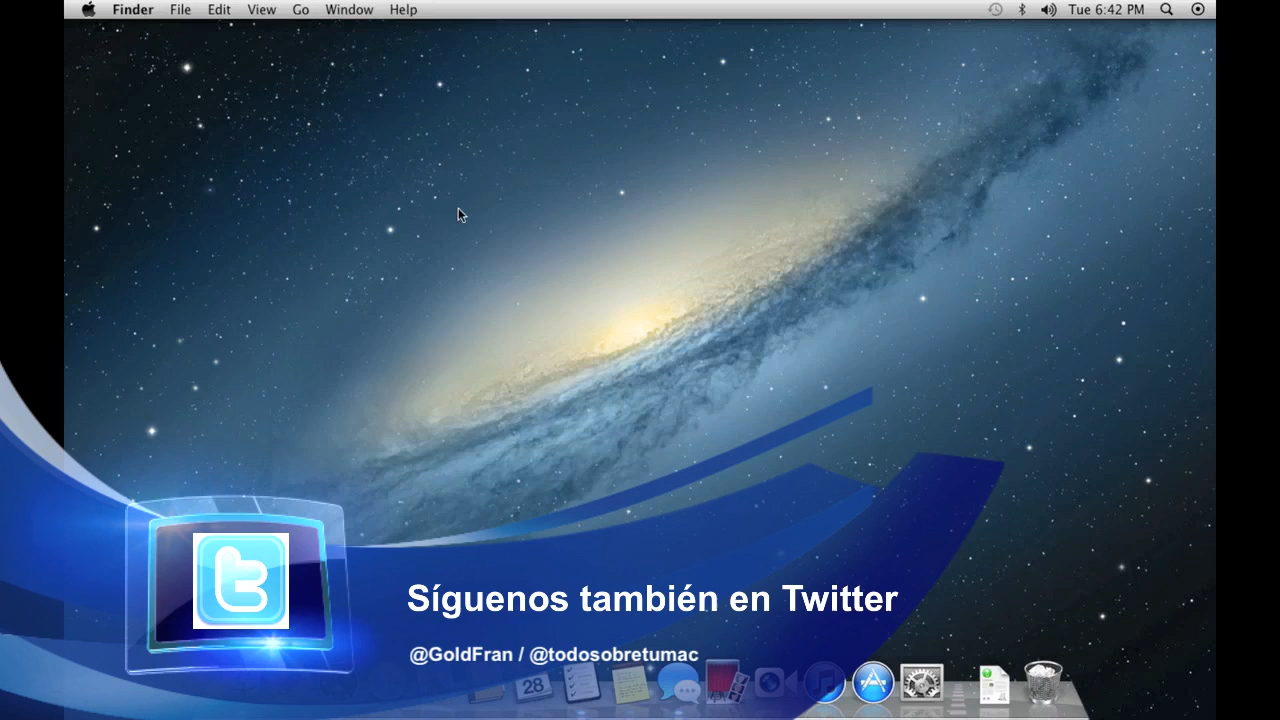 Finder File Edit View Go Window Help Tue 6:42 PM
Síguenos también en Twitter
@GoldFran / @todosobretumac
28